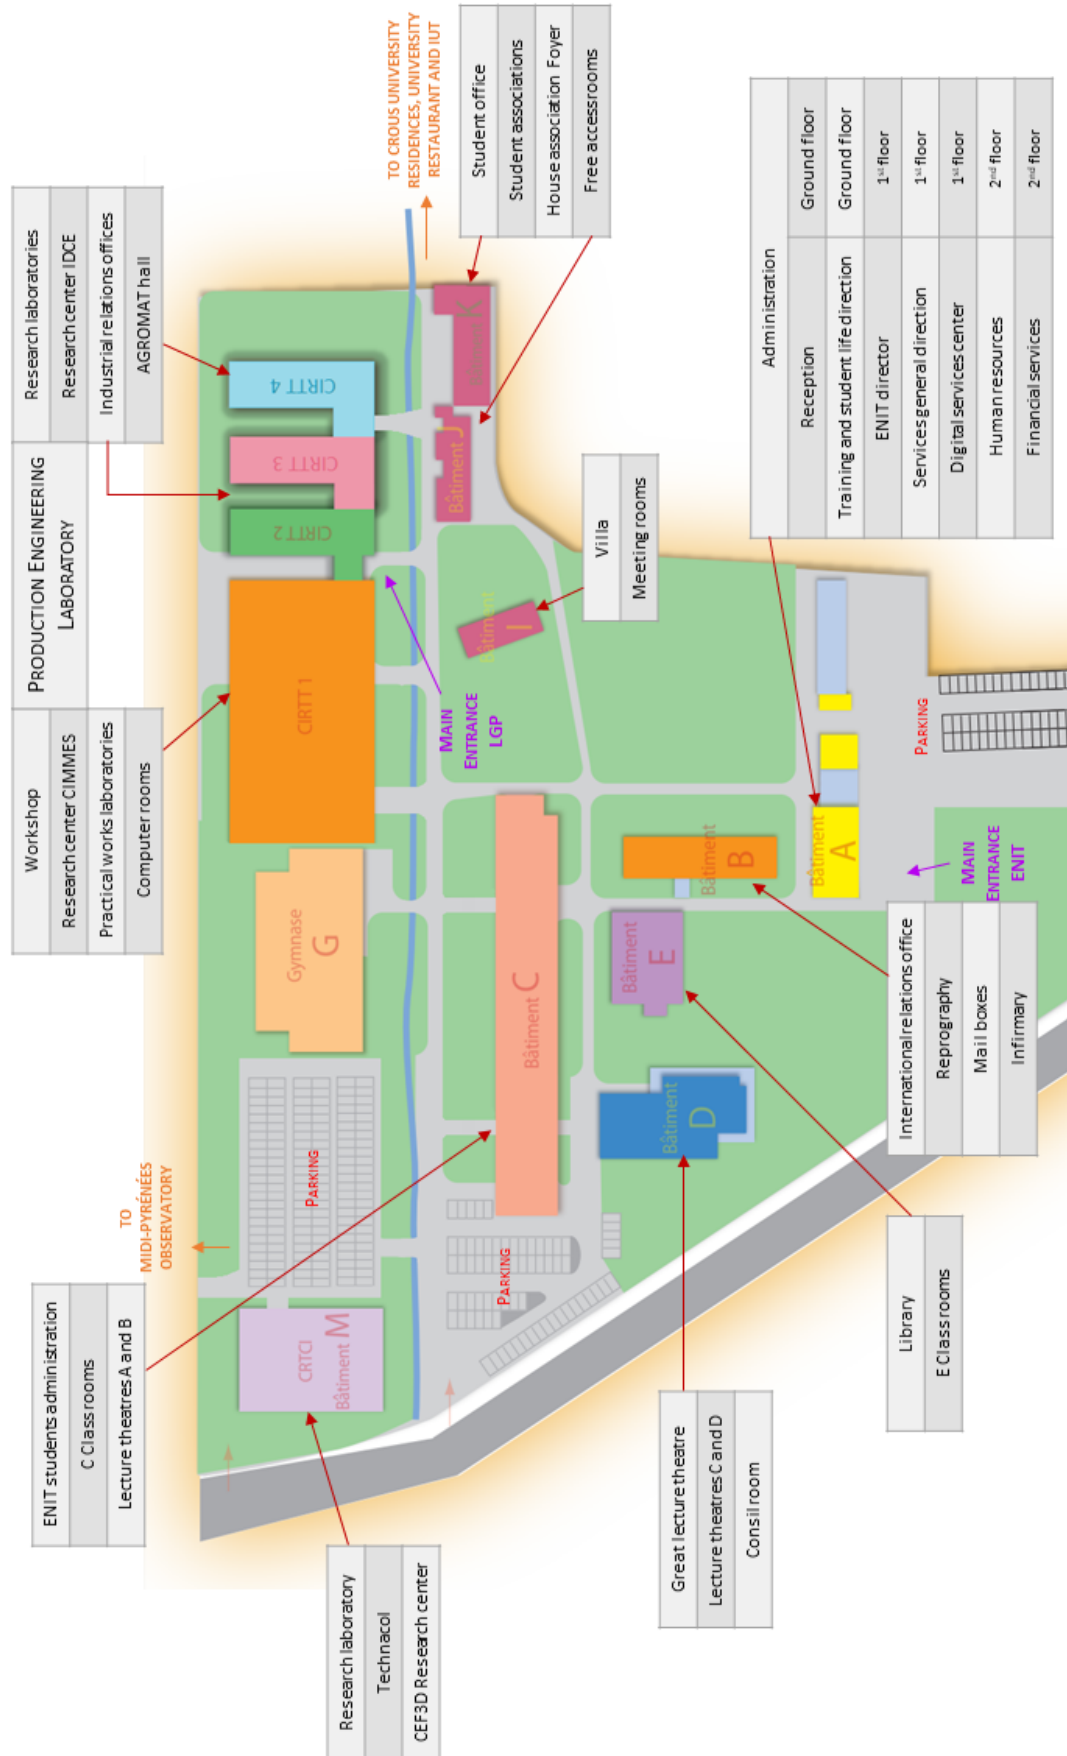 ENIT students administration
C Class rooms
Lecture theatres A and B
TO
MIDI-PYRÉNÉES
OBSERVATORY
Workshop
Research center CIMMES
Practical works laboratories
Computer rooms
PRODUCTION ENGINEERING
LABORATORY
Research laboratories
Research center IDCE
Industrial relations offices
AGROMAT hall
TO CROUS UNIVERSITY
RESIDENCES, UNIVERSITY
RESTAURANT AND IUT
Student office
Student associations
House association Foyer
Free access rooms
CRTCI
Bâtiment M
PARKING
Gymnase
G
CIRTT 1
CIRTT 2
CIRTT 3
CIRTT 4
Research laboratory
Technacol
CEF3D Research center
PARKING
Bâtiment C
MAIN
ENTRANCE
LGP
Bâtiment
I
Bâtiment J
Bâtiment K
Villa
Meeting rooms
Great lecture theatre
Lecture theatres C and D
Consil room
Bâtiment
D
Bâtiment
E
Bâtiment
B
Bâtiment
A
Library
E Class rooms
International relations office
Reprography
Mail boxes
Infirmary
MAIN
ENTRANCE
ENIT
PARKING
Administration
Reception Ground floor
Training and student life direction Ground floor
ENIT director 1st floor
Services general direction 1st floor
Digital services center 1st floor
Human resources 2nd floor
Financial services 2nd floor